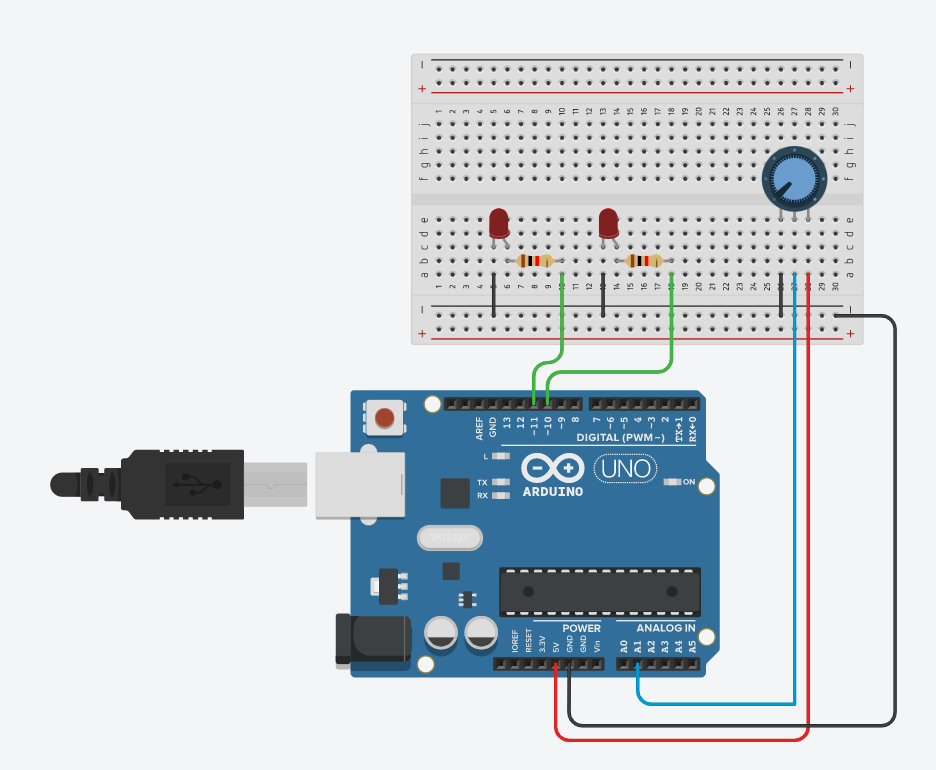 − −
+ +
1 2 3 4 5 6 7 8 9 10 11 12 13 14 15 16 17 18 19 20 21 22 23 24 25 26 27 28 29 30
j j
i i
h h
g g
f f
e e
d d
c c
b b
a a
1 2 3 4 5 6 7 8 9 10 11 12 13 14 15 16 17 18 19 20 21 22 23 24 25 26 27 28 29 30
− −
+ +
AREF GND 13 12 ~11 ~10 ~9 8 7 ~6 ~5 4 ~3 2 TX→1 RX←0
DIGITAL (PWM~)
L
TX
RX
UNO
ARDUINO
ON
POWER ANALOG IN
IOREF RESET 3.3V 5V GND GND Vin A0 A1 A2 A3 A4 A5